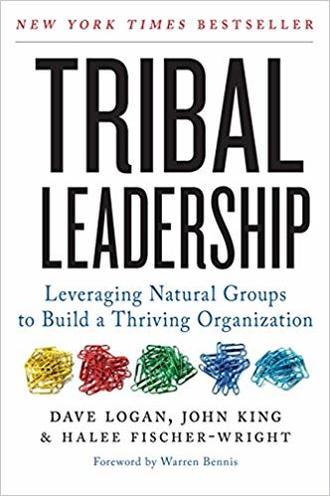 NEW YORK TIMES BESTSELLER
TRIBAL
LEADERSHIP
Leveraging Natural Groups
to Build a Thriving Organization
DAVE LOGAN, JOHN KING
& HALEE FISCHER-WRIGHT
Foreword by Warren Bennis